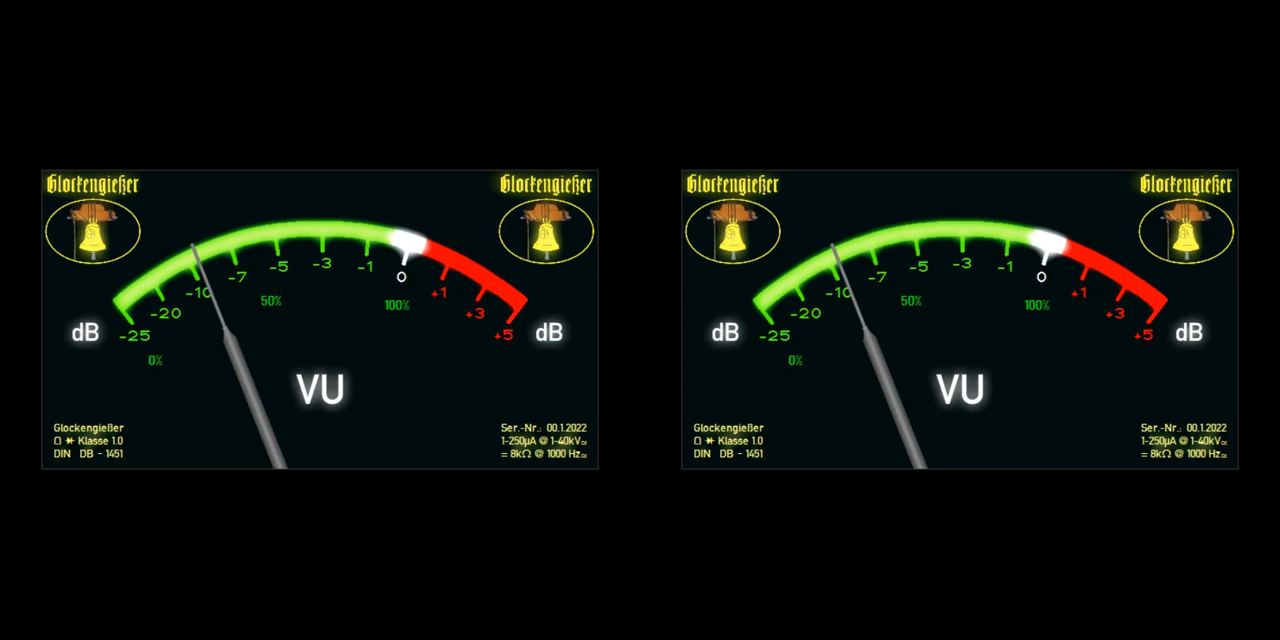 Glockengießer Glockengießer
-25 -20 -10 -7 -5 -3 -1 0 +1 +3 +5
0% 50% 100%
dB dB
VU
Glockengießer
Ω Klasse 1.0
DIN DB - 1451
Ser.-Nr.: 00.1.2022
1-250µA @ 1-40kV≂
= 8kΩ @ 1000 Hz≂
Glockengießer Glockengießer
-25 -20 -10 -7 -5 -3 -1 0 +1 +3 +5
0% 50% 100%
dB dB
VU
Glockengießer
Ω Klasse 1.0
DIN DB - 1451
Ser.-Nr.: 00.1.2022
1-250µA @ 1-40kV≂
= 8kΩ @ 1000 Hz≂